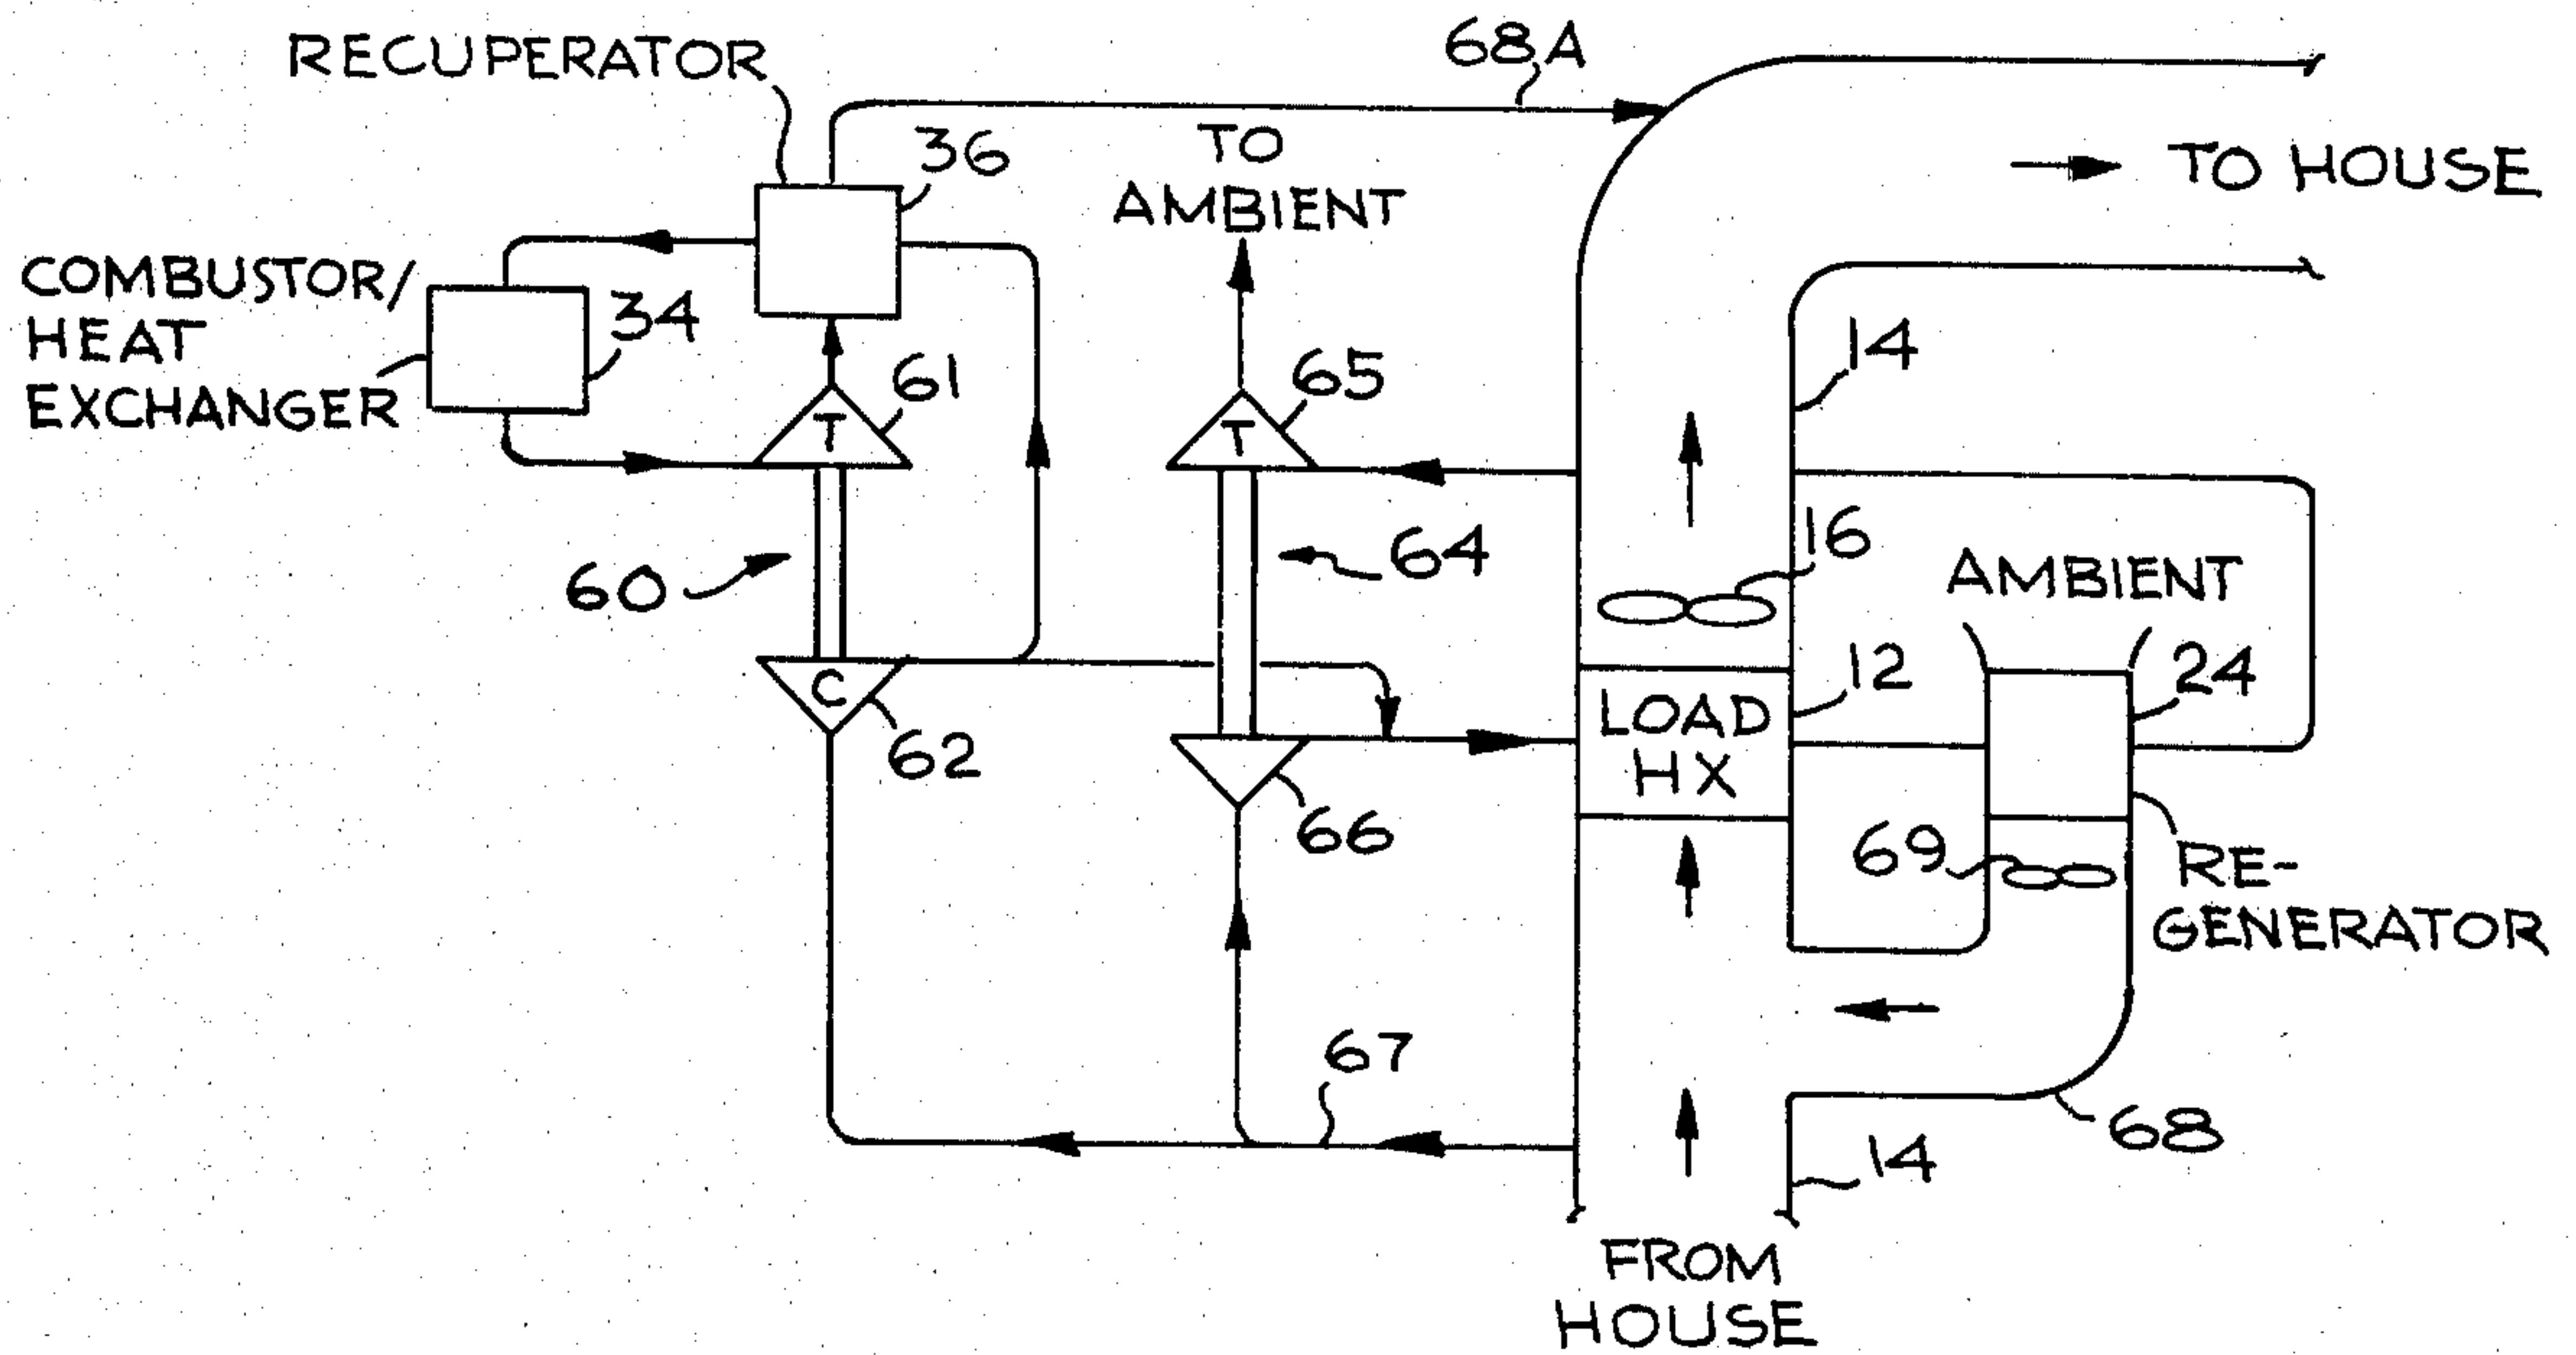 RECUPERATOR
68A
36
TO
AMBIENT
TO HOUSE
COMBUSTOR/
HEAT
EXCHANGER
34
T
61
T
65
14
60
64
16
AMBIENT
C
62
66
LOAD
HX
12
24
69
RE-
GENERATOR
67
68
14
FROM
HOUSE